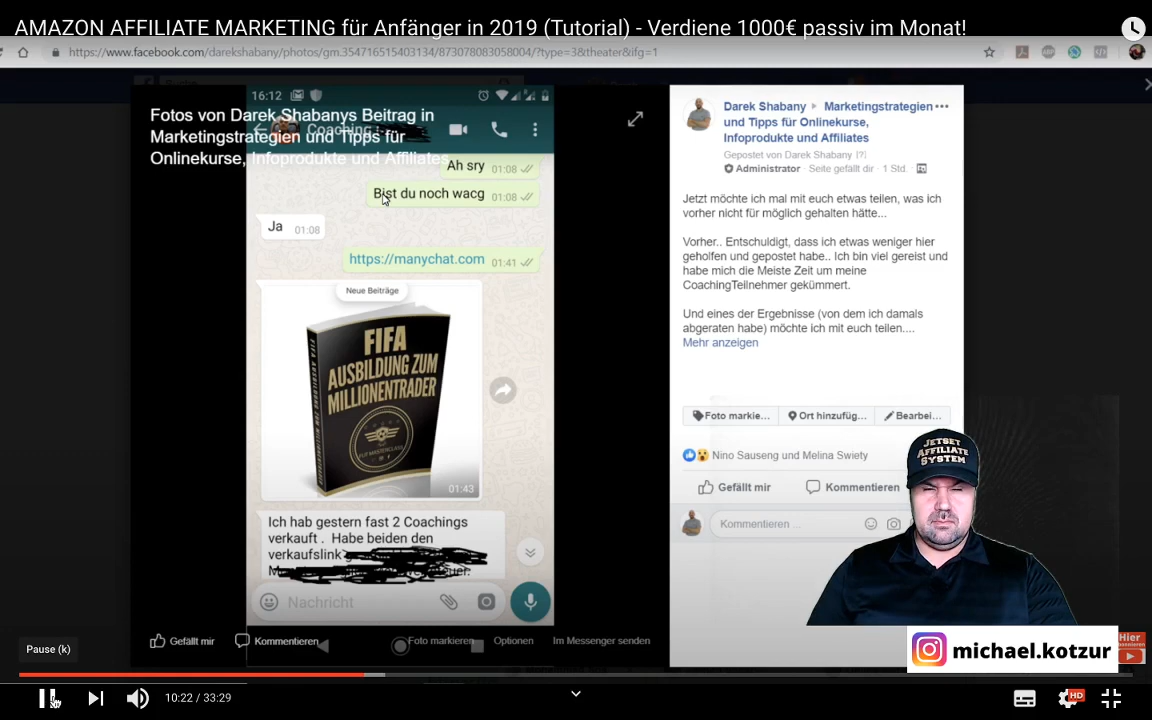 AMAZON AFFILIATE MARKETING für Anfänger in 2019 (Tutorial) - Verdiene 1000€ passiv im Monat!
https://www.facebook.com/darekshabany/photos/gm.354716515403134/873078083058004/?type=3&theater&ifg=1
16:12
Fotos von Darek Shabanys Beitrag in
Marketingstrategien und Tipps für
Onlinekurse, Infoprodukte und Affiliates
Coaching
Ah sry 01:08
Bist du noch wacg 01:08
Ja 01:08
https://manychat.com 01:41
Neue Beiträge
FIFA
AUSBILDUNG ZUM
MILLIONENTRADER
FIFA AUSBILDUNG ZUM MILLIONENTRADER
01:43
Ich hab gestern fast 2 Coachings
verkauft . Habe beiden den
verkaufslink
Nachricht
Gefällt mir
Kommentieren
Foto markieren
Optionen
Im Messenger senden
Darek Shabany Marketingstrategien
und Tipps für Onlinekurse,
Infoprodukte und Affiliates
Gepostet von Darek Shabany [?]
Administrator · Seite gefällt dir · 1 Std. ·
Jetzt möchte ich mal mit euch etwas teilen, was ich
vorher nicht für möglich gehalten hätte...
Vorher.. Entschuldigt, dass ich etwas weniger hier
geholfen und gepostet habe.. Ich bin viel gereist und
habe mich die Meiste Zeit um meine
CoachingTeilnehmer gekümmert.
Und eines der Ergebnisse (von dem ich damals
abgeraten habe) möchte ich mit euch teilen....
Mehr anzeigen
Foto markie...
Ort hinzufüg...
Bearbei...
Nino Sauseng und Melina Swiety
Gefällt mir
Kommentieren
Kommentieren ...
JETSET
AFFILIATE
SYSTEM
michael.kotzur
Hier
Pause (k)
10:22 / 33:29
HD